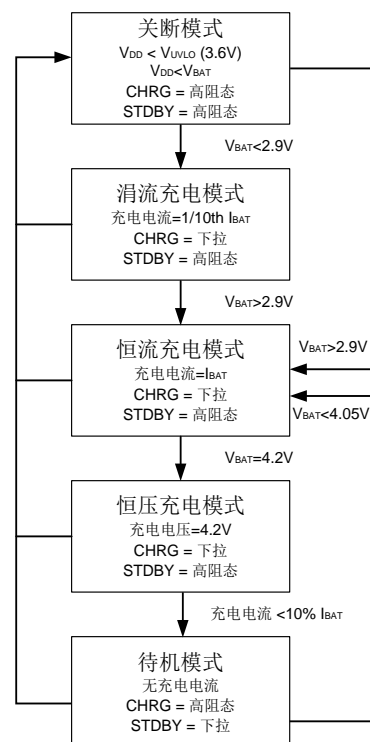 关断模式
VDD < VUVLO (3.6V)
VDD<VBAT
CHRG = 高阻态
STDBY = 高阻态
VBAT<2.9V
涓流充电模式
充电电流=1/10th IBAT
CHRG = 下拉
STDBY = 高阻态
VBAT>2.9V
恒流充电模式
充电电流=IBAT
CHRG = 下拉
STDBY = 高阻态
VBAT>2.9V
VBAT<4.05V
VBAT=4.2V
恒压充电模式
充电电压=4.2V
CHRG = 下拉
STDBY = 高阻态
充电电流 <10% IBAT
待机模式
无充电电流
CHRG = 高阻态
STDBY = 下拉